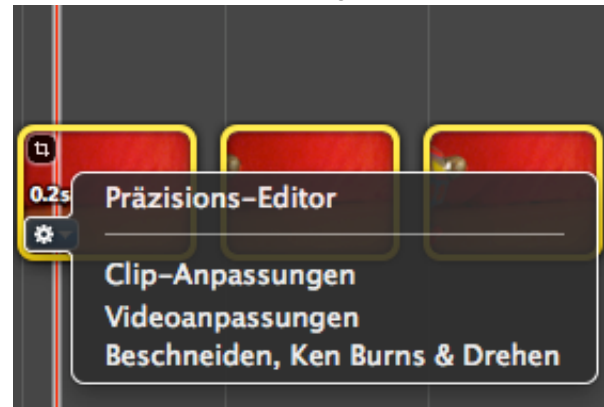 0.2s
Präzisions-Editor
Clip-Anpassungen
Videoanpassungen
Beschneiden, Ken Burns & Drehen